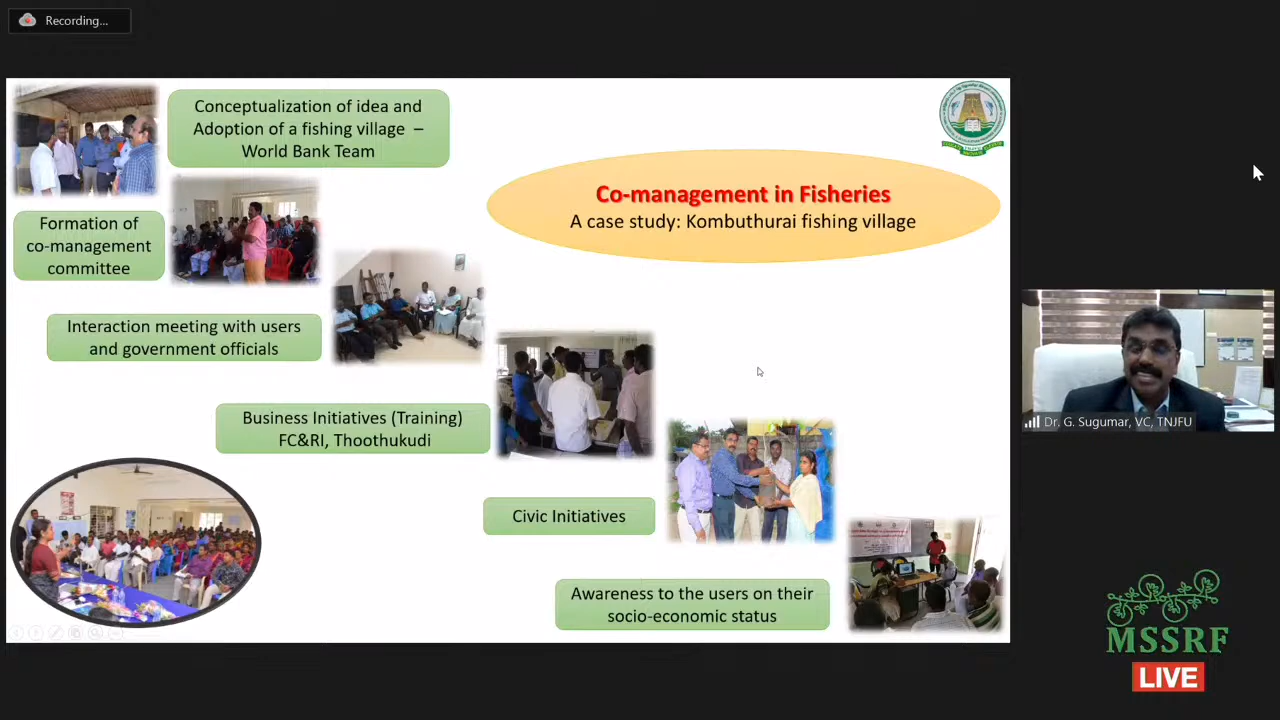 Recording...
Conceptualization of idea and
Adoption of a fishing village –
World Bank Team
Co-management in Fisheries
A case study: Kombuthurai fishing village
Formation of
co-management
committee
Interaction meeting with users
and government officials
Business Initiatives (Training)
FC&RI, Thoothukudi
Civic Initiatives
Awareness to the users on their
socio-economic status
Dr. G. Sugumar, VC, TNJFU
MSSRF
LIVE